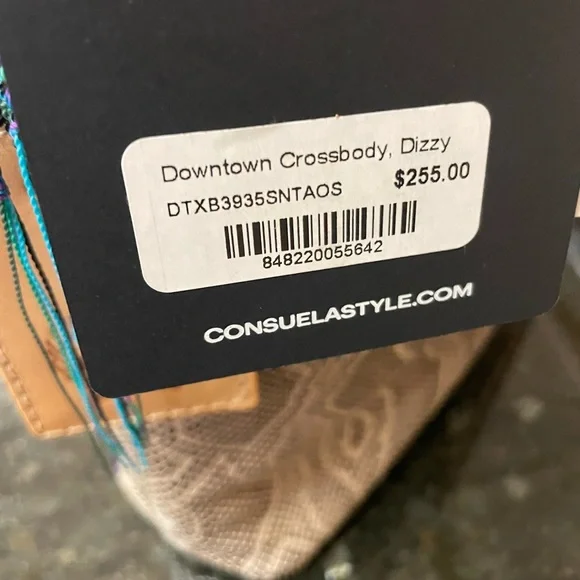 Downtown Crossbody, Dizzy
DTXB3935SNTAOS $255.00
848220055642
CONSUELASTYLE.COM